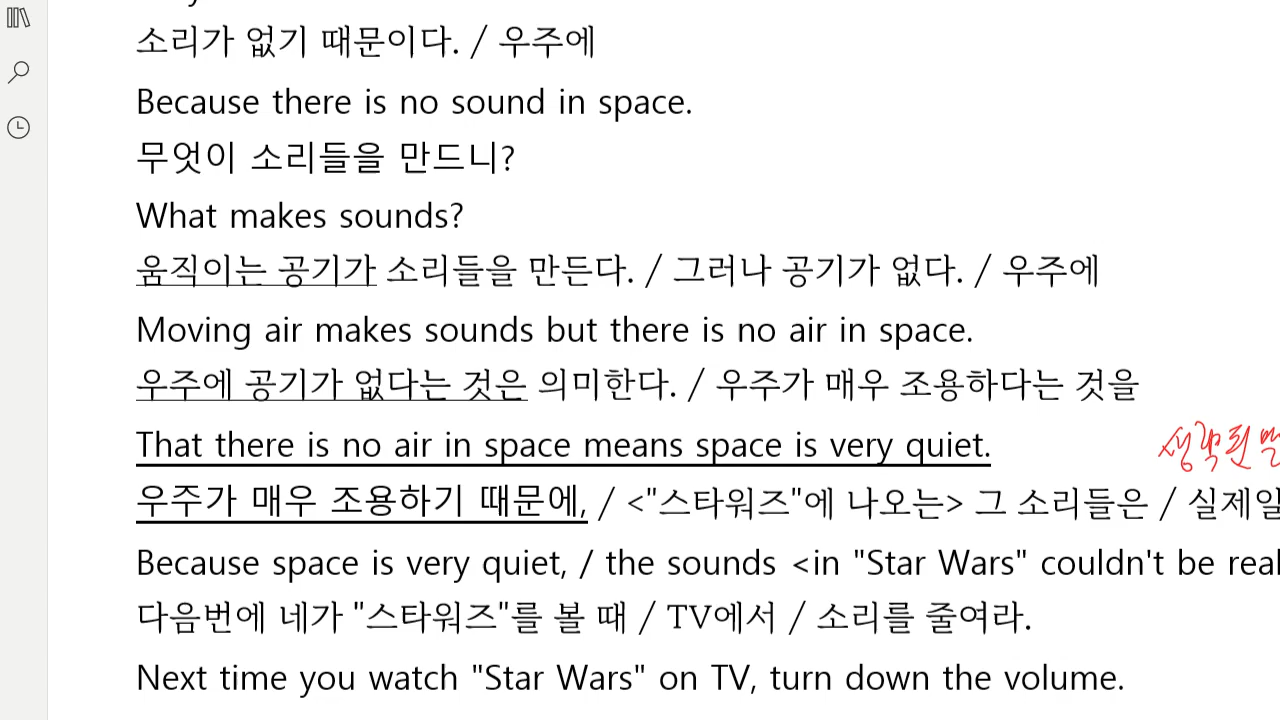 소리가 없기 때문이다. / 우주에
Because there is no sound in space.
무엇이 소리들을 만드니?
What makes sounds?
움직이는 공기가 소리들을 만든다. / 그러나 공기가 없다. / 우주에
Moving air makes sounds but there is no air in space.
우주에 공기가 없다는 것은 의미한다. / 우주가 매우 조용하다는 것을
That there is no air in space means space is very quiet.
생략된
우주가 매우 조용하기 때문에, / <"스타워즈"에 나오는> 그 소리들은 / 실제일
Because space is very quiet, / the sounds <in "Star Wars" couldn't be real
다음번에 네가 "스타워즈"를 볼 때 / TV에서 / 소리를 줄여라.
Next time you watch "Star Wars" on TV, turn down the volume.